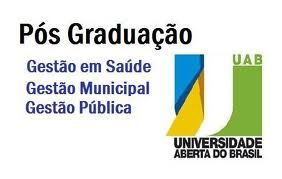 Pós Graduação
Gestão em Saúde
Gestão Municipal
Gestão Pública
UAB
UNIVERSIDADE
ABERTA DO BRASIL